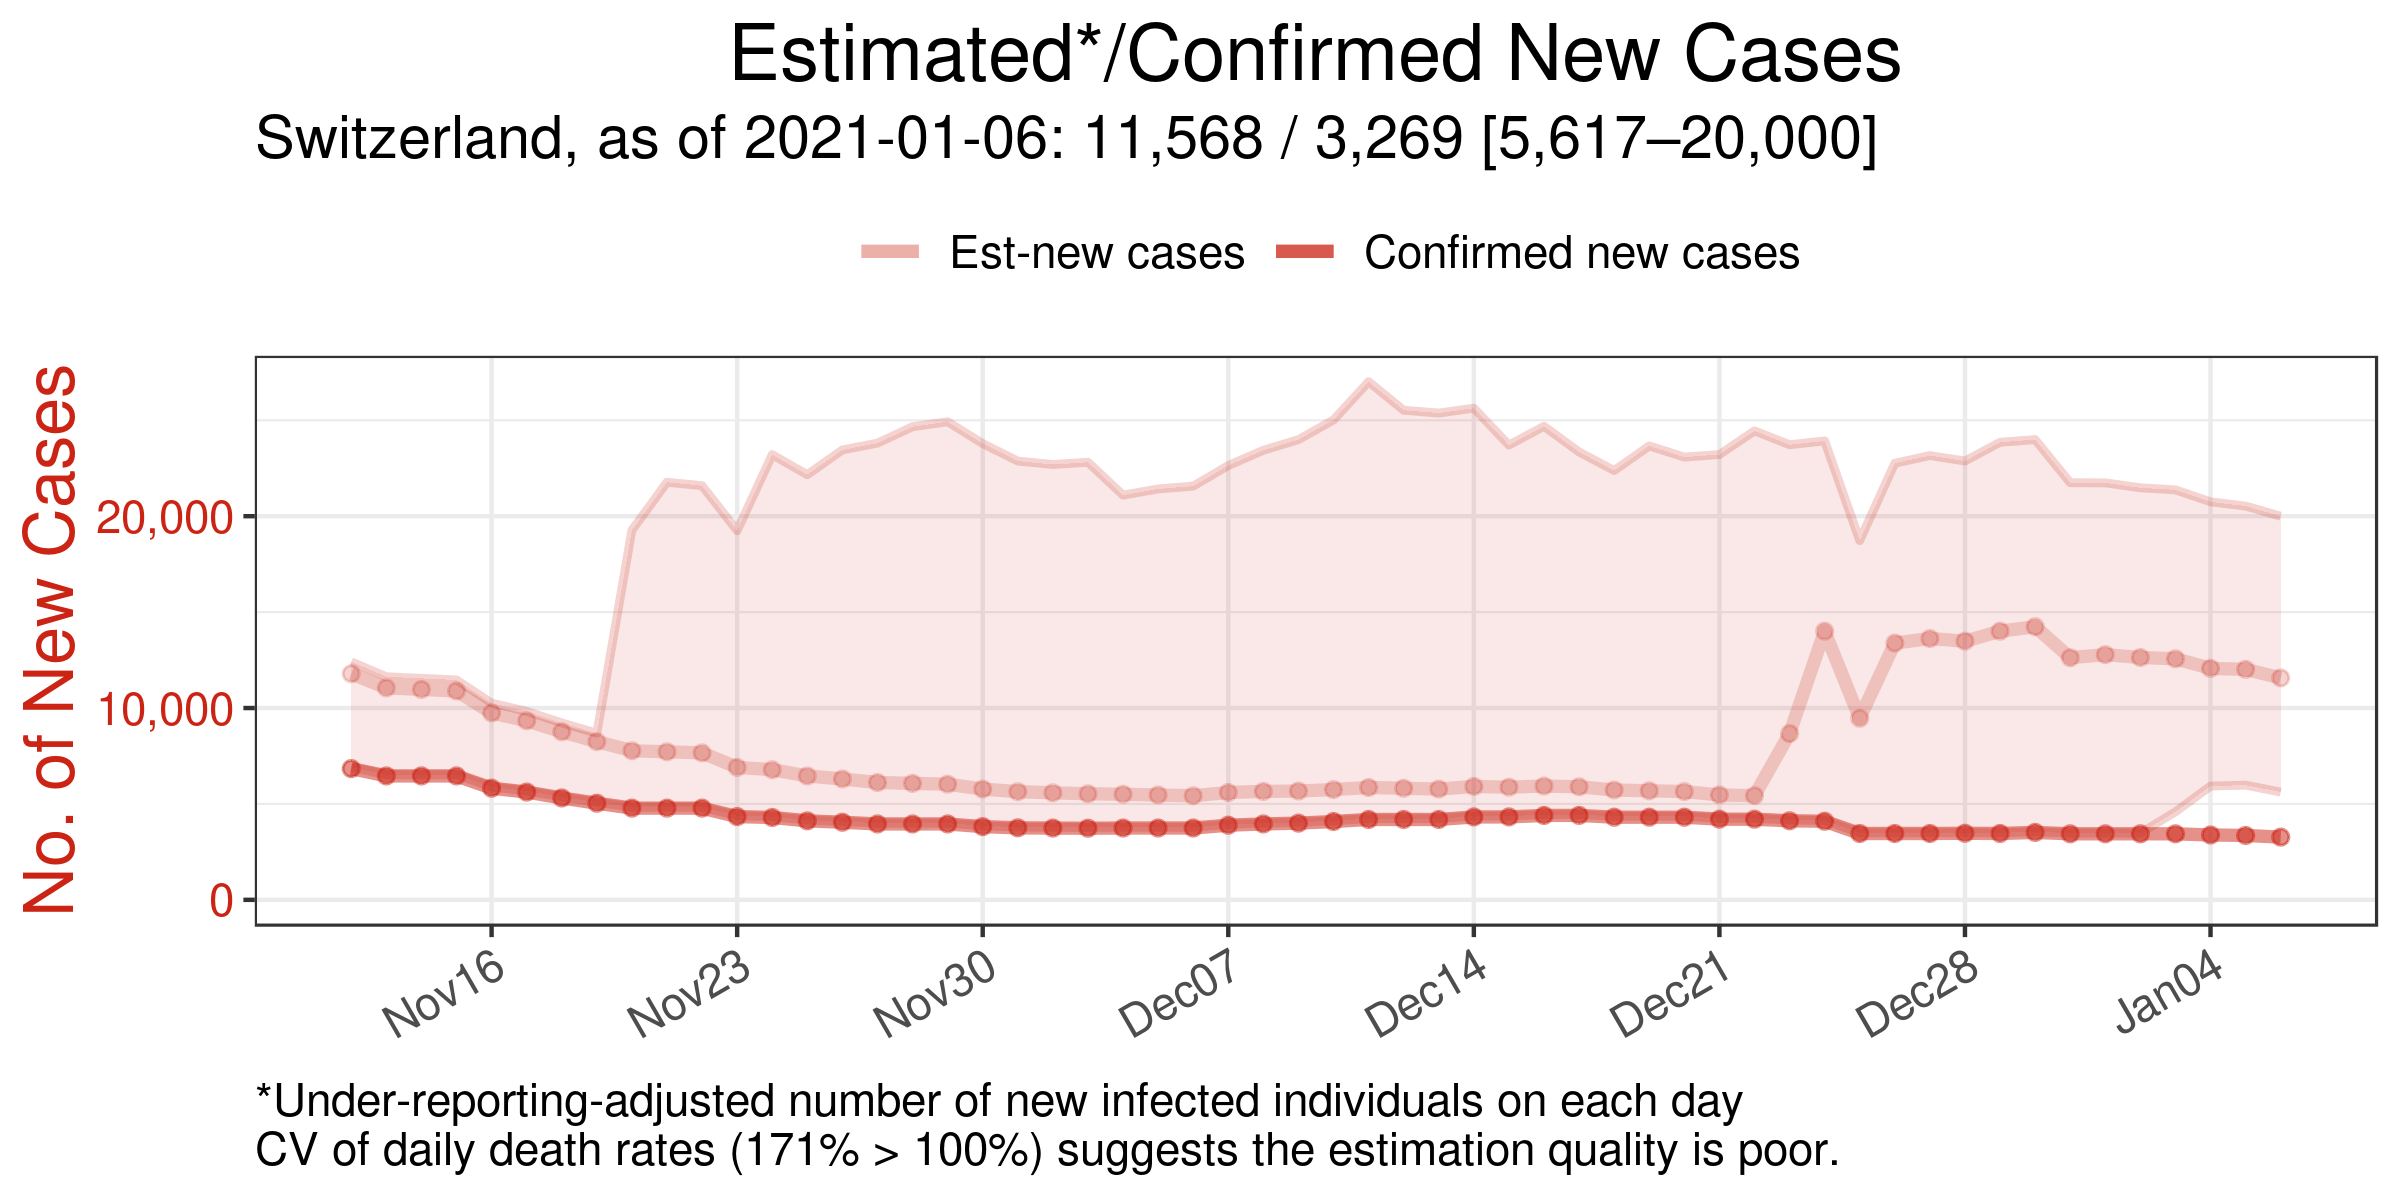 Estimated*/Confirmed New Cases
Switzerland, as of 2021-01-06: 11,568 / 3,269 [5,617–20,000]
Est-new cases
Confirmed new cases
No. of New Cases
20,000
10,000
0
Nov16
Nov23
Nov30
Dec07
Dec14
Dec21
Dec28
Jan04
*Under-reporting-adjusted number of new infected individuals on each day
CV of daily death rates (171% > 100%) suggests the estimation quality is poor.